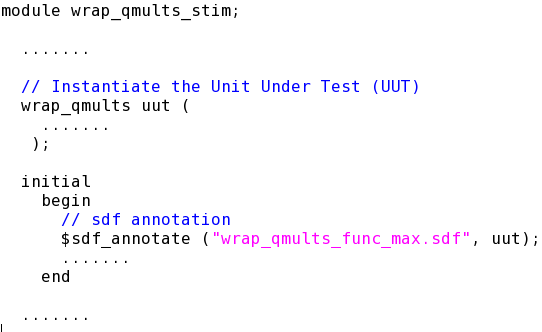 module wrap_qmults_stim;
.......
// Instantiate the Unit Under Test (UUT)
wrap_qmults uut (
.......
);
initial
begin
// sdf annotation
$sdf_annotate ("wrap_qmults_func_max.sdf", uut);
.......
end
.......